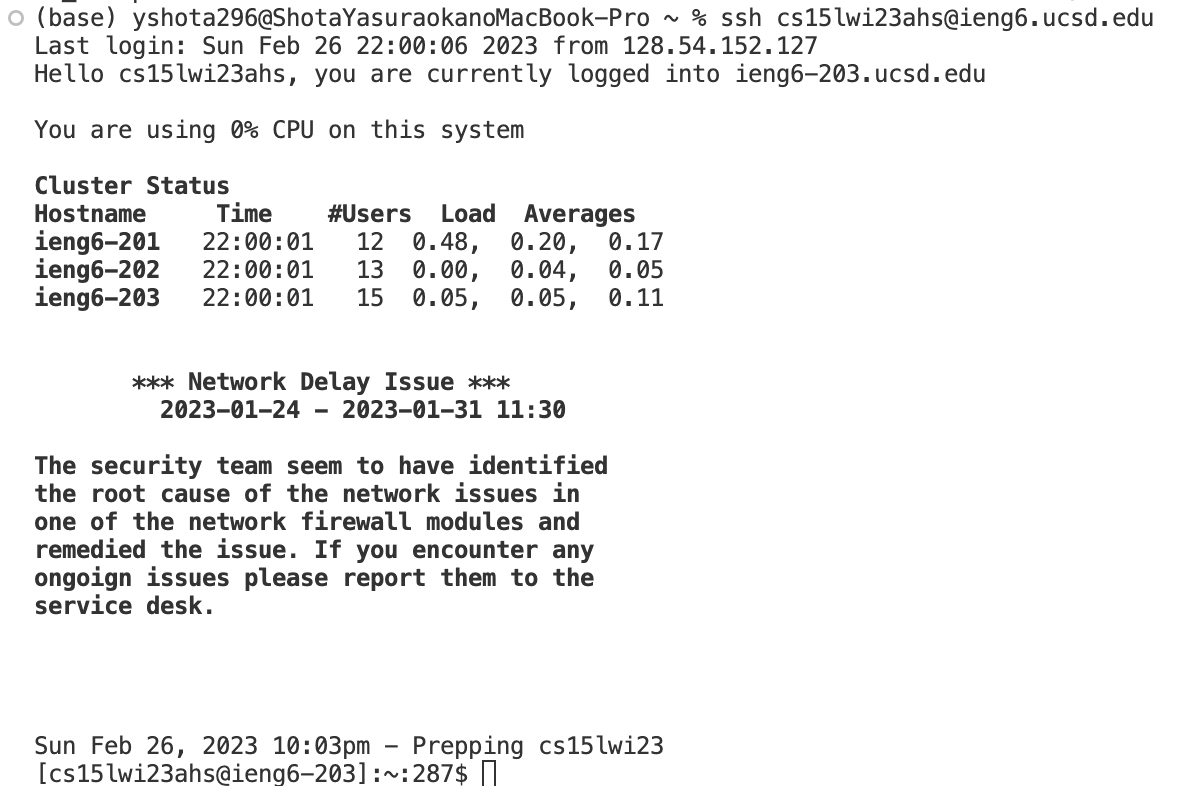 (base) yshota296@ShotaYasuraokanoMacBook-Pro ~ % ssh cs15lwi23ahs@ieng6.ucsd.edu
Last login: Sun Feb 26 22:00:06 2023 from 128.54.152.127
Hello cs15lwi23ahs, you are currently logged into ieng6-203.ucsd.edu
You are using 0% CPU on this system
Cluster Status
Hostname     Time    #Users  Load  Averages
ieng6-201   22:00:01   12  0.48,  0.20,  0.17
ieng6-202   22:00:01   13  0.00,  0.04,  0.05
ieng6-203   22:00:01   15  0.05,  0.05,  0.11
*** Network Delay Issue ***
2023-01-24 - 2023-01-31 11:30
The security team seem to have identified
the root cause of the network issues in
one of the network firewall modules and
remedied the issue. If you encounter any
ongoign issues please report them to the
service desk.
Sun Feb 26, 2023 10:03pm - Prepping cs15lwi23
[cs15lwi23ahs@ieng6-203]:~:287$